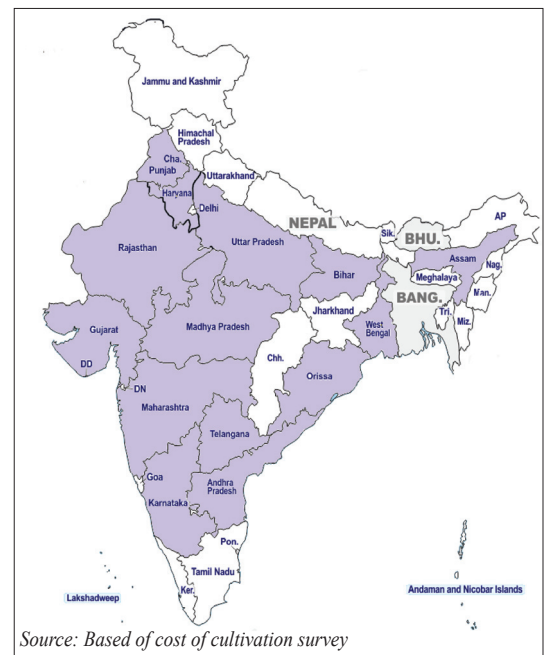 Jammu and Kashmir
Himachal
Pradesh
Cha.
Punjab
Uttarakhand
Haryana
Delhi
NEPAL
Sik.
BHU.
AP
Rajasthan
Uttar Pradesh
Assam
Nag.
Bihar
Meghalaya
Man.
BANG.
Tri.
Miz.
Jharkhand
West
Bengal
Gujarat
Madhya Pradesh
Chh.
DD
Orissa
DN
Maharashtra
Telangana
Goa
Andhra
Pradesh
Karnataka
Pon.
Tamil Nadu
Ker.
Lakshadweep
Andaman and Nicobar Islands
Source: Based of cost of cultivation survey